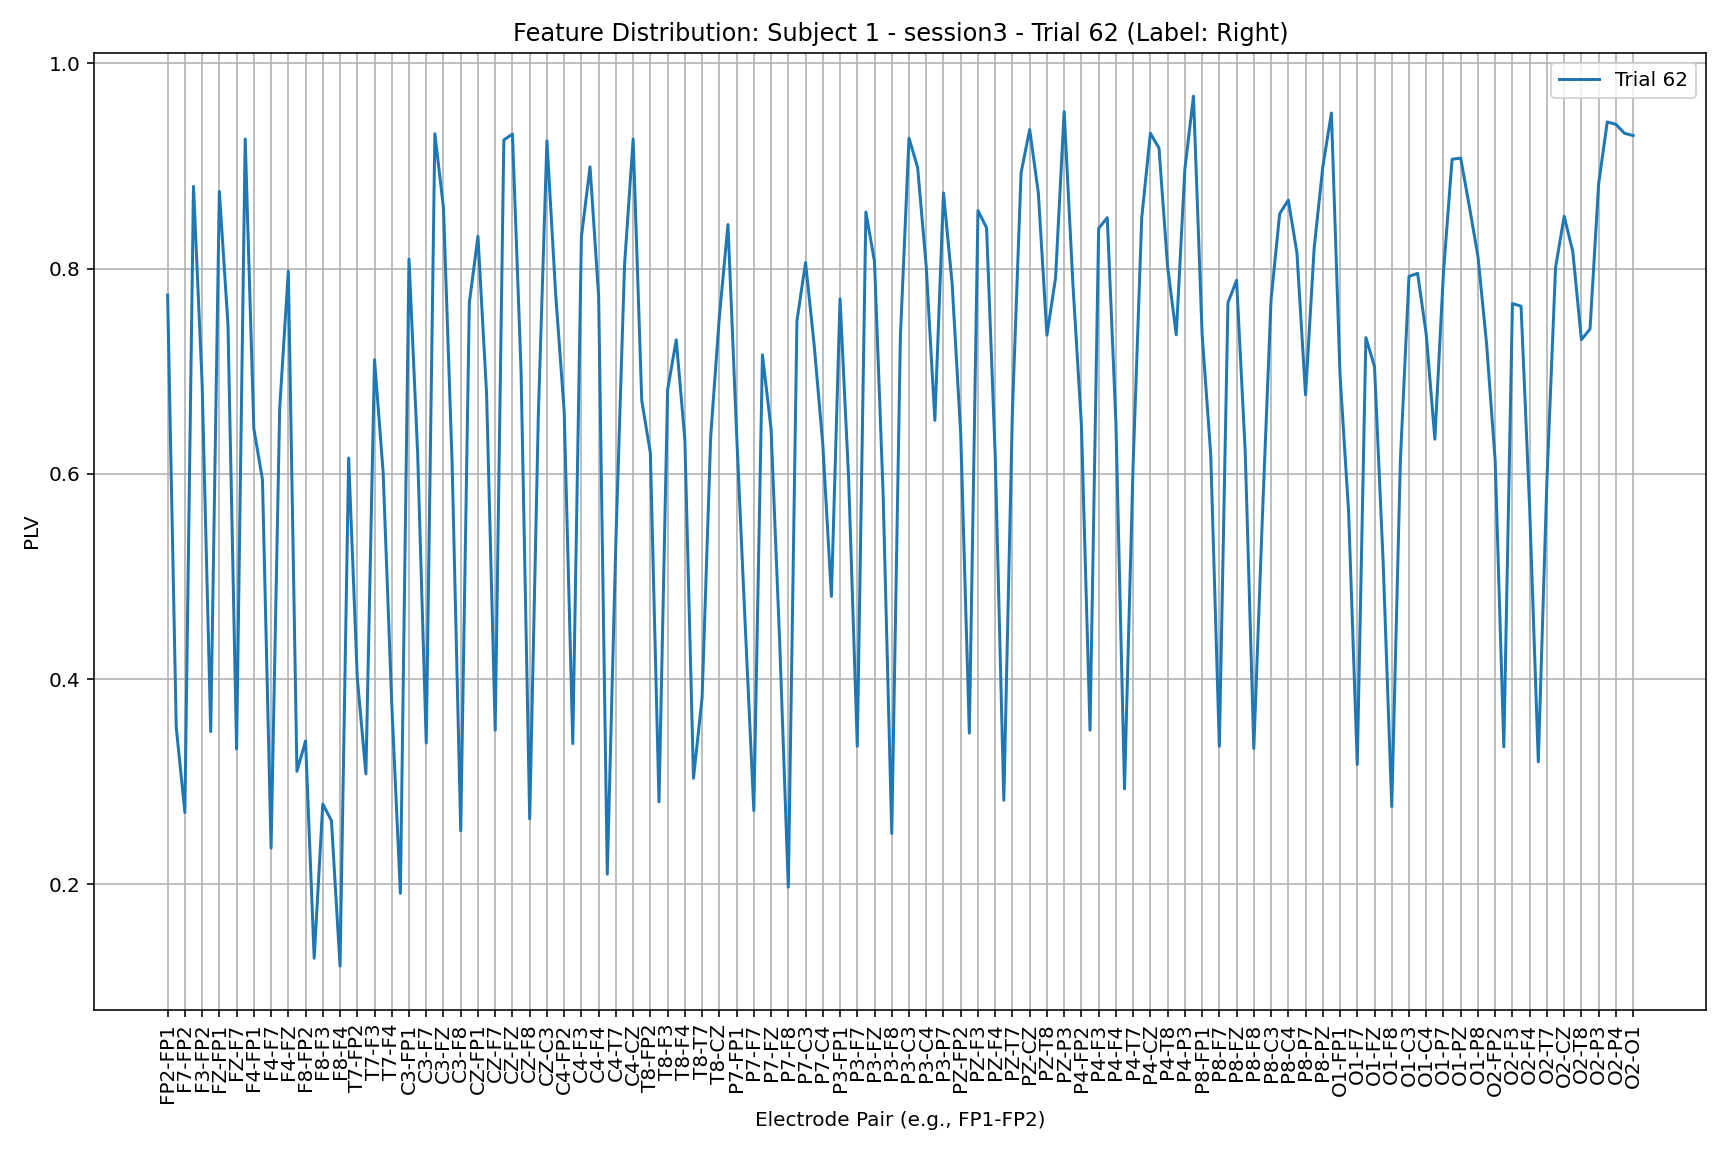 Feature Distribution: Subject 1 - session3 - Trial 62 (Label: Right)
Trial 62
1.0
0.8
0.6
0.4
0.2
PLV
FP2-FP1
F7-FP2
F3-FP2
FZ-FP1
FZ-F7
F4-FP1
F4-F7
F4-FZ
F8-FP2
F8-F3
F8-F4
T7-FP2
T7-F3
T7-F4
C3-FP1
C3-F7
C3-FZ
C3-F8
CZ-FP1
CZ-F7
CZ-FZ
CZ-F8
CZ-C3
C4-FP2
C4-F3
C4-F4
C4-T7
C4-CZ
T8-FP2
T8-F3
T8-F4
T8-T7
T8-CZ
P7-FP1
P7-F7
P7-FZ
P7-F8
P7-C3
P7-C4
P3-FP1
P3-F7
P3-FZ
P3-F8
P3-C3
P3-C4
P3-P7
PZ-FP2
PZ-F3
PZ-F4
PZ-T7
PZ-CZ
PZ-T8
PZ-P3
P4-FP2
P4-F3
P4-F4
P4-T7
P4-CZ
P4-T8
P4-P3
P8-FP1
P8-F7
P8-FZ
P8-F8
P8-C3
P8-C4
P8-P7
P8-PZ
O1-FP1
O1-F7
O1-FZ
O1-F8
O1-C3
O1-C4
O1-P7
O1-PZ
O1-P8
O2-FP2
O2-F3
O2-F4
O2-T7
O2-CZ
O2-T8
O2-P3
O2-P4
O2-O1
Electrode Pair (e.g., FP1-FP2)